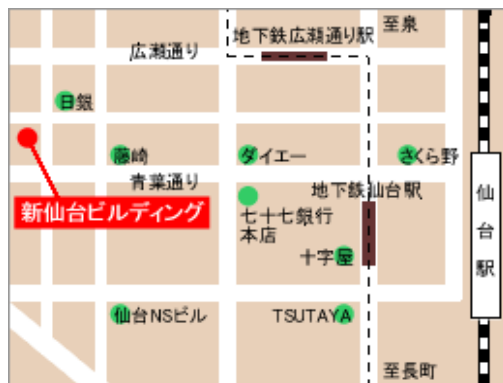 地下鉄広瀬通り駅
至泉
広瀬通り
日銀
藤崎
ダイエー
さくら野
青葉通り
地下鉄仙台駅
仙台駅
新仙台ビルディング
七十七銀行
本店
十字屋
仙台NSビル
TSUTAYA
至長町